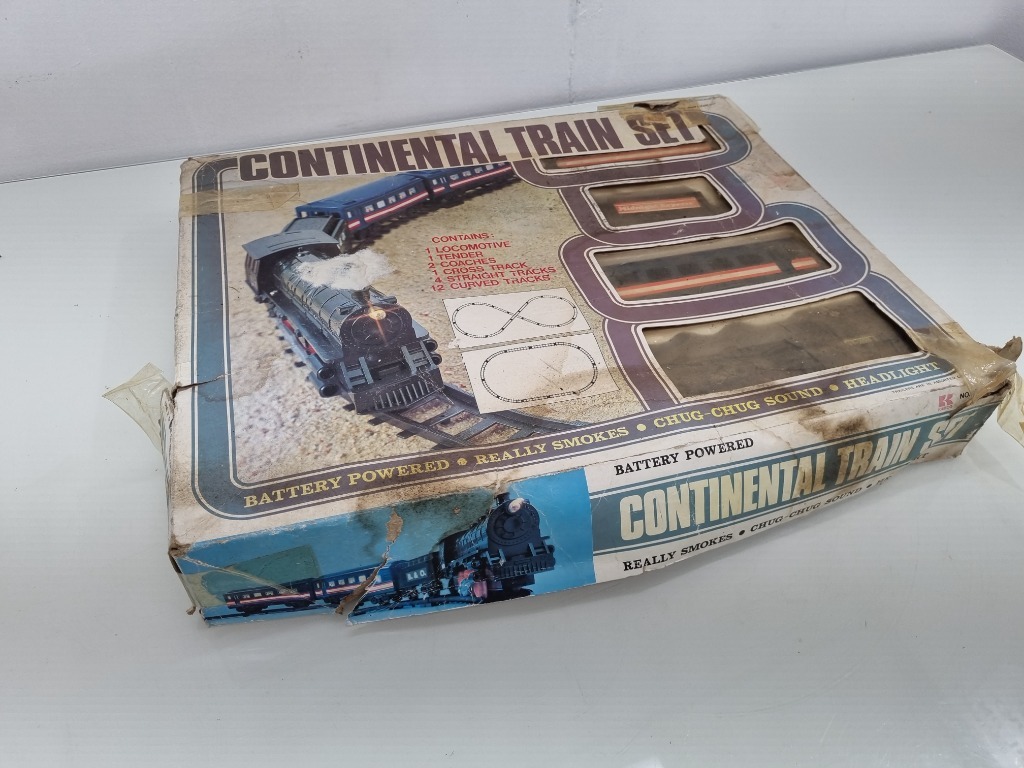 CONTINENTAL TRAIN SET
CONTAINS:
1 LOCOMOTIVE
1 TENDER
2 COACHES
1 CROSS TRACK
4 STRAIGHT TRACKS
12 CURVED TRACKS
BATTERY POWERED • REALLY SMOKES • CHUG-CHUG SOUND • HEADLIGHT
NO.
BATTERY POWERED
CONTINENTAL TRAIN SET
REALLY SMOKES • CHUG-CHUG SOUND •